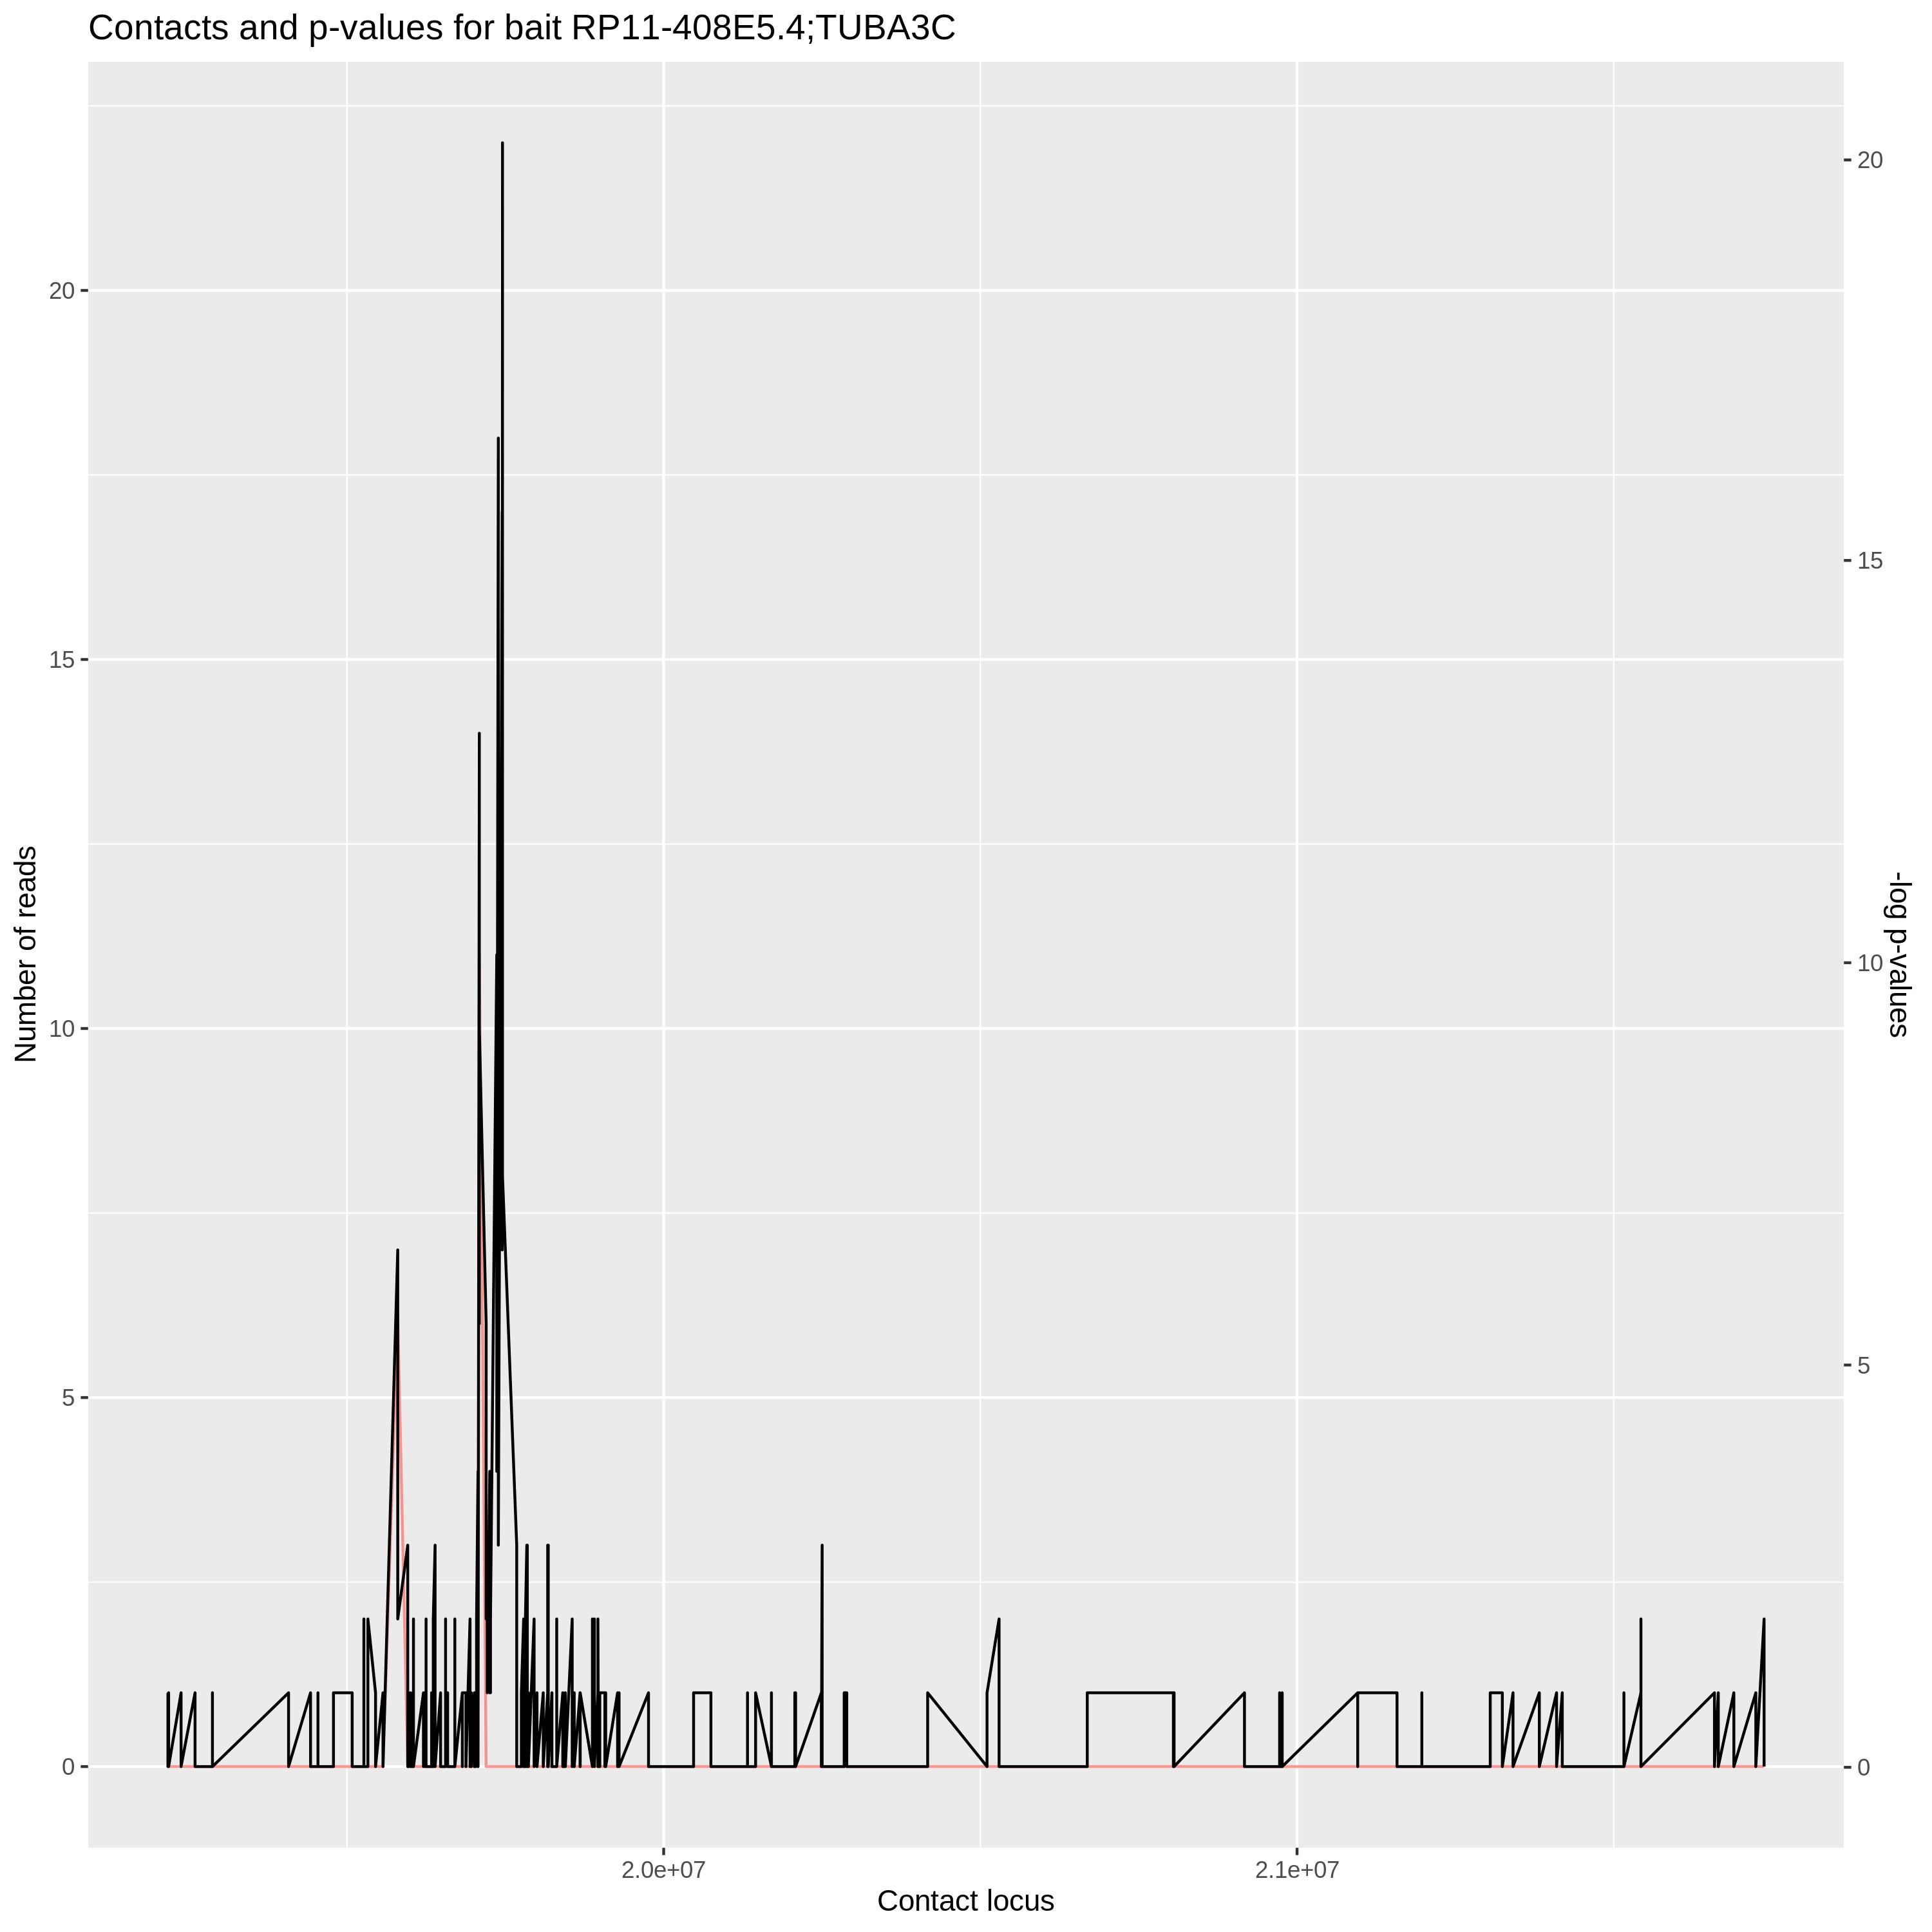 Contacts and p-values for bait RP11-408E5.4;TUBA3C
20
15
10
5
0
Number of reads
20
15
10
5
0
-log p-values
2.0e+07
2.1e+07
Contact locus